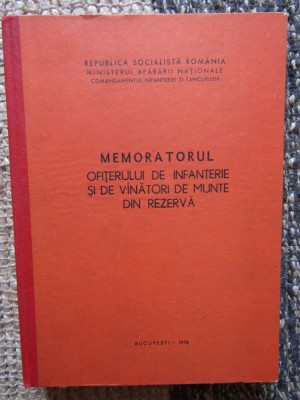 REPUBLICA SOCIALISTĂ ROMÂNIA
MINISTERUL APĂRĂRII NAȚIONALE
COMANDAMENTUL INFANTERIEI ȘI TANCURILOR
MEMORATORUL
OFIȚERULUI DE INFANTERIE
ȘI DE VÎNĂTORI DE MUNTE
DIN REZERVĂ
BUCUREȘTI -